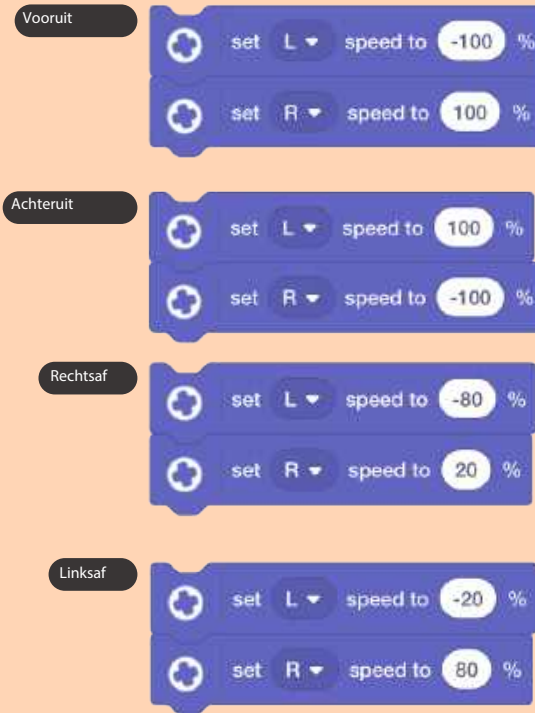 Vooruit
set L speed to -100 %
set R speed to 100 %
Achteruit
set L speed to 100 %
set R speed to -100 %
Rechtsaf
set L speed to -80 %
set R speed to 20 %
Linksaf
set L speed to -20 %
set R speed to 80 %